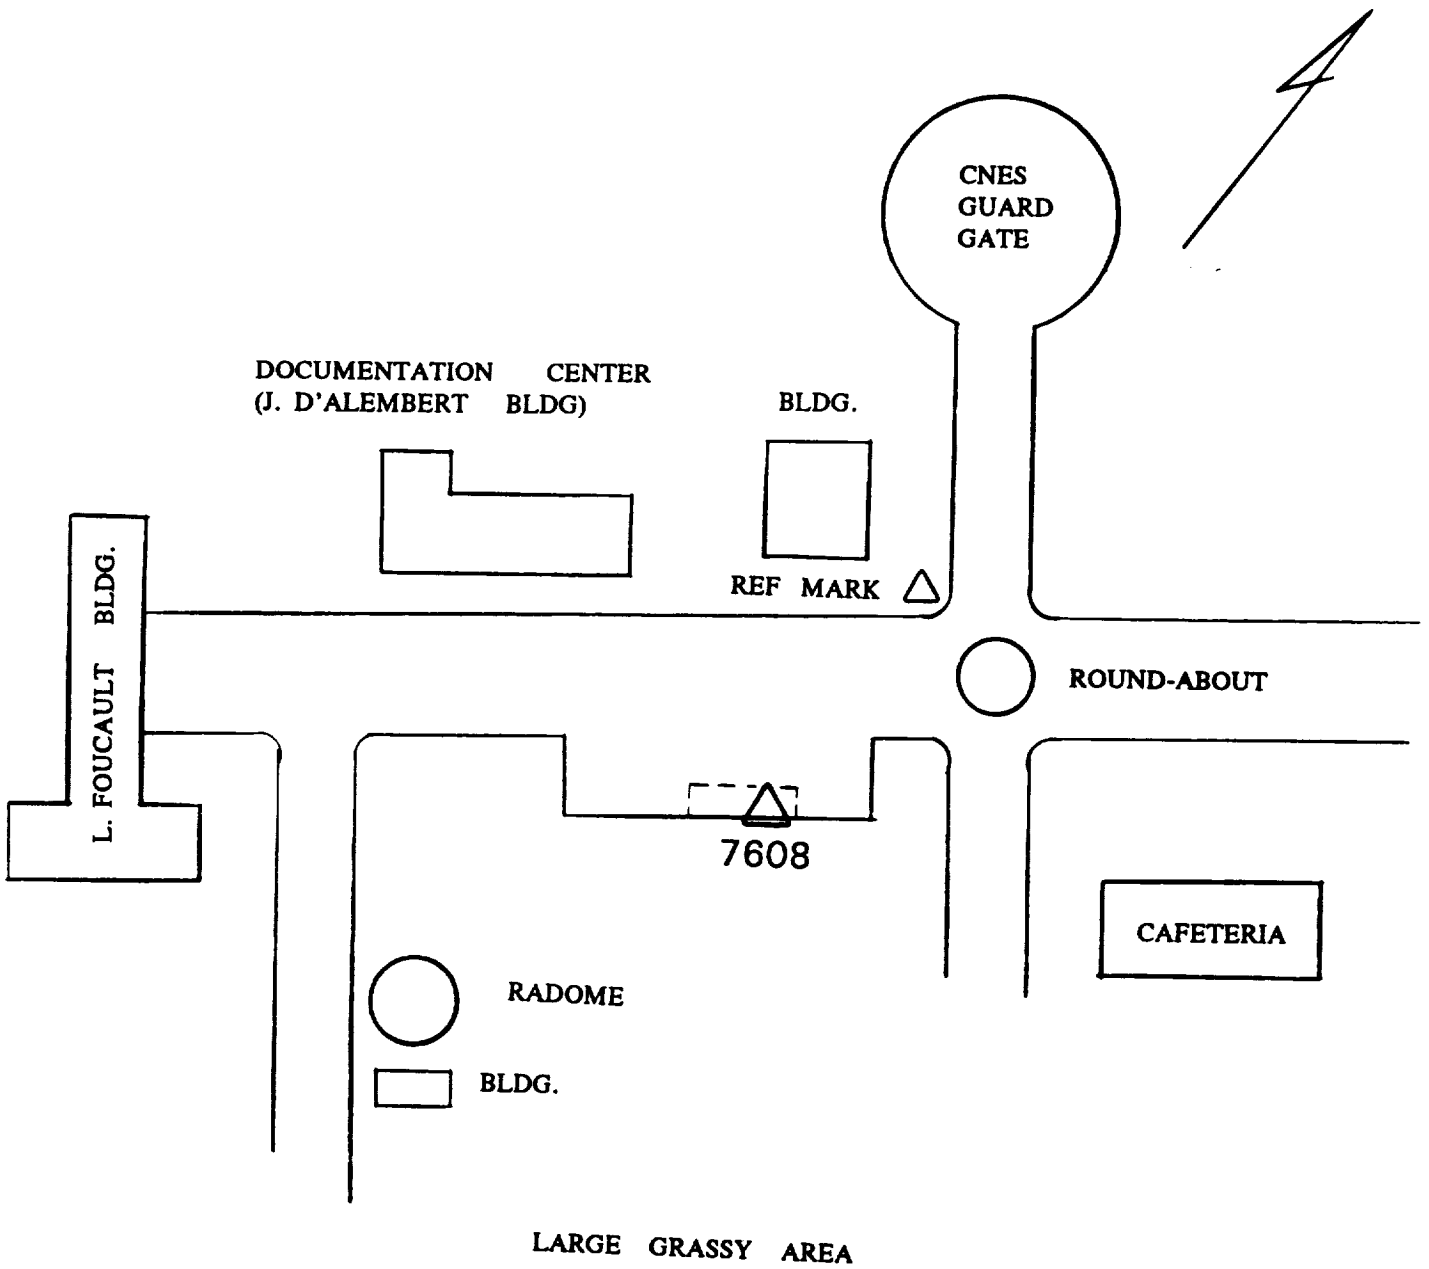 CNES
GUARD
GATE
DOCUMENTATION CENTER
(J. D'ALEMBERT BLDG)
BLDG.
REF MARK
L. FOUCAULT BLDG.
ROUND-ABOUT
7608
CAFETERIA
RADOME
BLDG.
LARGE GRASSY AREA